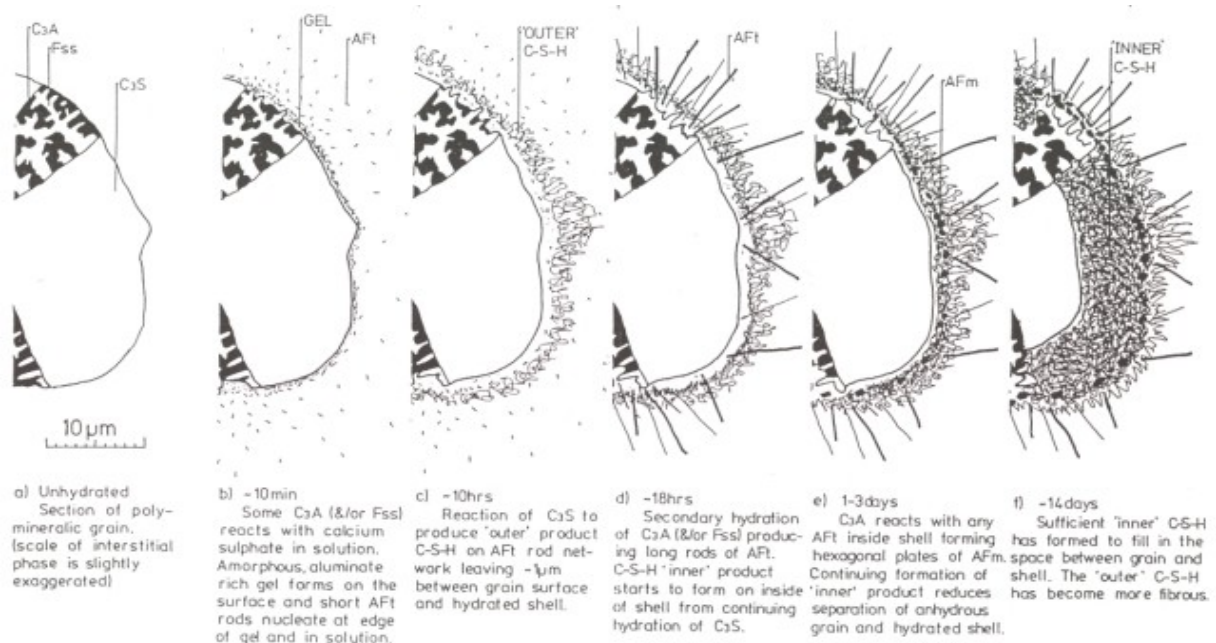 C₃A
Fss
C₃S
GEL
AFt
'OUTER'
C-S-H
AFt
AFm
'INNER'
C-S-H
10 µm
a) Unhydrated
Section of poly-
mineralic grain.
(scale of interstitial
phase is slightly
exaggerated)
b) ~10min
Some C₃A (&/or Fss)
reacts with calcium
sulphate in solution.
Amorphous, aluminate
rich gel forms on the
surface and short AFt
rods nucleate at edge
of gel and in solution.
c) ~10hrs
Reaction of C₃S to
produce 'outer' product
C-S-H on AFt rod net-
work leaving ~1µm
between grain surface
and hydrated shell.
d) ~18hrs
Secondary hydration
of C₃A (&/or Fss) produc-
ing long rods of AFt.
C-S-H 'inner' product
starts to form on inside
of shell from continuing
hydration of C₃S.
e) 1-3days
C₃A reacts with any
AFt inside shell forming
hexagonal plates of AFm.
Continuing formation of
'inner' product reduces
separation of anhydrous
grain and hydrated shell.
f) ~14days
Sufficient 'inner' C-S-H
has formed to fill in the
space between grain and
shell. The 'outer' C-S-H
has become more fibrous.